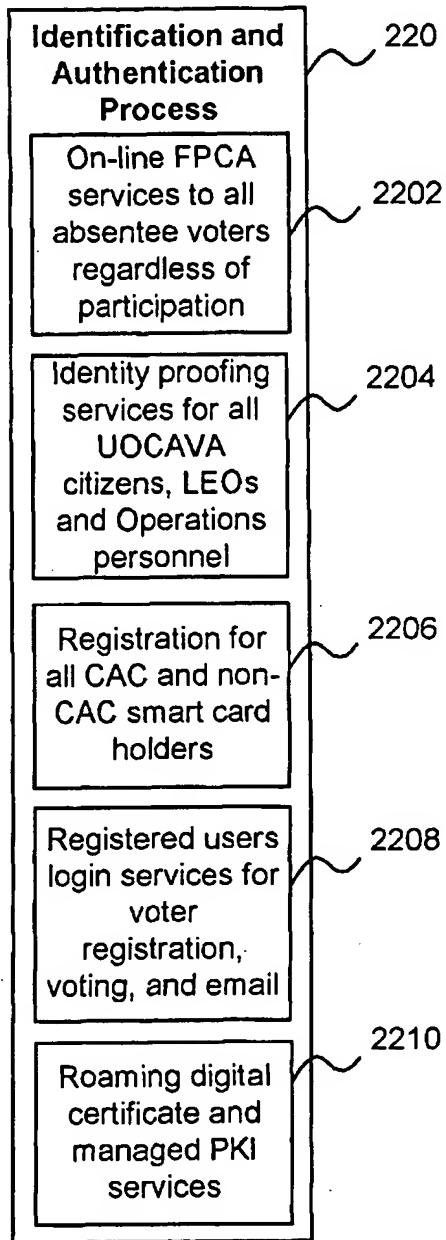 Identification and
Authentication
Process
220
On-line FPCA
services to all
absentee voters
regardless of
participation
2202
Identity proofing
services for all
UOCAVA
citizens, LEOs
and Operations
personnel
2204
Registration for
all CAC and non-
CAC smart card
holders
2206
Registered users
login services for
voter
registration,
voting, and email
2208
Roaming digital
certificate and
managed PKI
services
2210